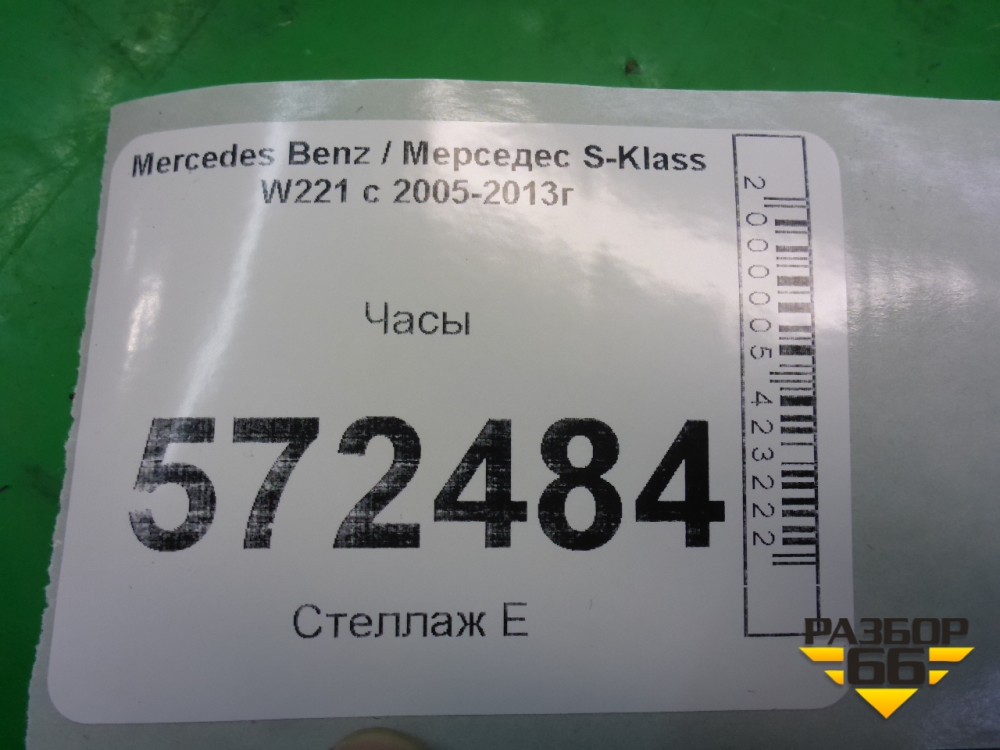 Mercedes Benz / Мерседес S-Klass
W221 с 2005-2013г
Часы
572484
Стеллаж Е
2000005423222
РАЗБОР
66